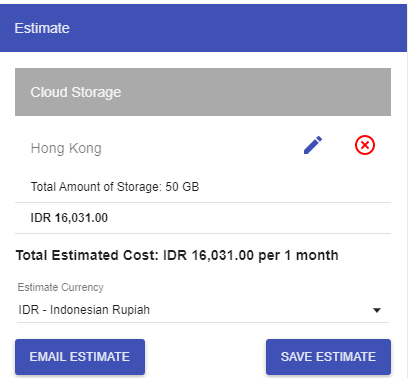 Estimate
Cloud Storage
Hong Kong
Total Amount of Storage: 50 GB
IDR 16,031.00
Total Estimated Cost: IDR 16,031.00 per 1 month
Estimate Currency
IDR - Indonesian Rupiah
EMAIL ESTIMATE
SAVE ESTIMATE